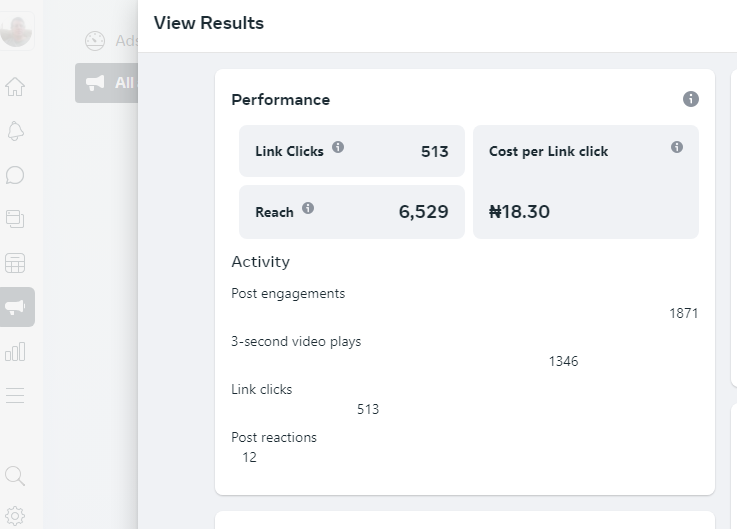 View Results
Ads
All
Performance
Link Clicks 513
Cost per Link click
Reach 6,529
₦18.30
Activity
Post engagements
1871
3-second video plays
1346
Link clicks
513
Post reactions
12